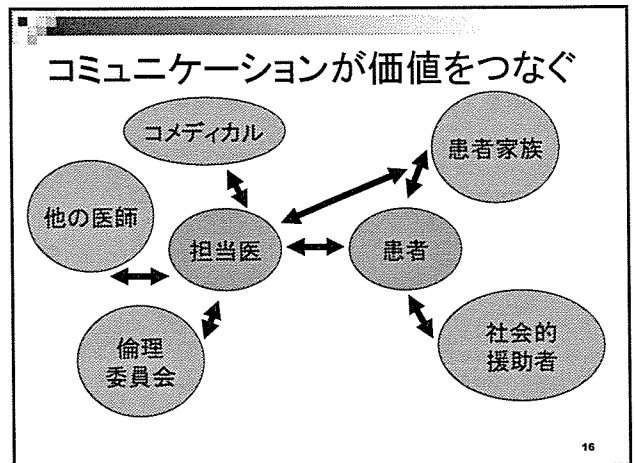 コミュニケーションが価値をつなぐ
コメディカル
患者家族
他の医師
担当医
患者
倫理
委員会
社会的
援助者
16